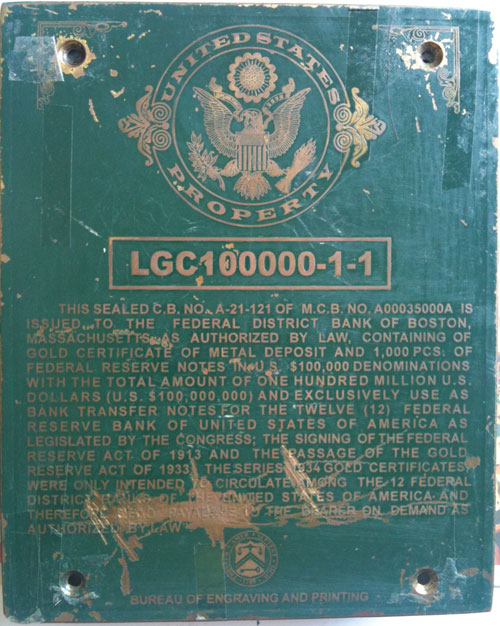 UNITED STATES
PROPERTY
LGC100000-1-1
THIS SEALED C.B. NO. A-21-121 OF M.C.B. NO. A00035000A IS
ISSUED TO THE FEDERAL DISTRICT BANK OF BOSTON,
MASSACHUSETTS AS AUTHORIZED BY LAW, CONTAINING OF
GOLD CERTIFICATE OF METAL DEPOSIT AND 1,000 PCS. OF
FEDERAL RESERVE NOTES IN U.S. $100,000 DENOMINATIONS
WITH THE TOTAL AMOUNT OF ONE HUNDRED MILLION U.S.
DOLLARS (U.S. $100,000,000) AND EXCLUSIVELY USE AS
BANK TRANSFER NOTES FOR THE TWELVE (12) FEDERAL
RESERVE BANK OF UNITED STATES OF AMERICA AS
LEGISLATED BY THE CONGRESS; THE SIGNING OF THE FEDERAL
RESERVE ACT OF 1913 AND THE PASSAGE OF THE GOLD
RESERVE ACT OF 1933. THE SERIES 1934 GOLD CERTIFICATES
WERE ONLY INTENDED TO CIRCULATE AMONG THE 12 FEDERAL
DISTRICT BANKS OF THE UNITED STATES OF AMERICA AND
THEREFORE PAYABLE TO THE BEARER ON DEMAND AS
AUTHORIZED BY LAW
BUREAU OF ENGRAVING AND PRINTING